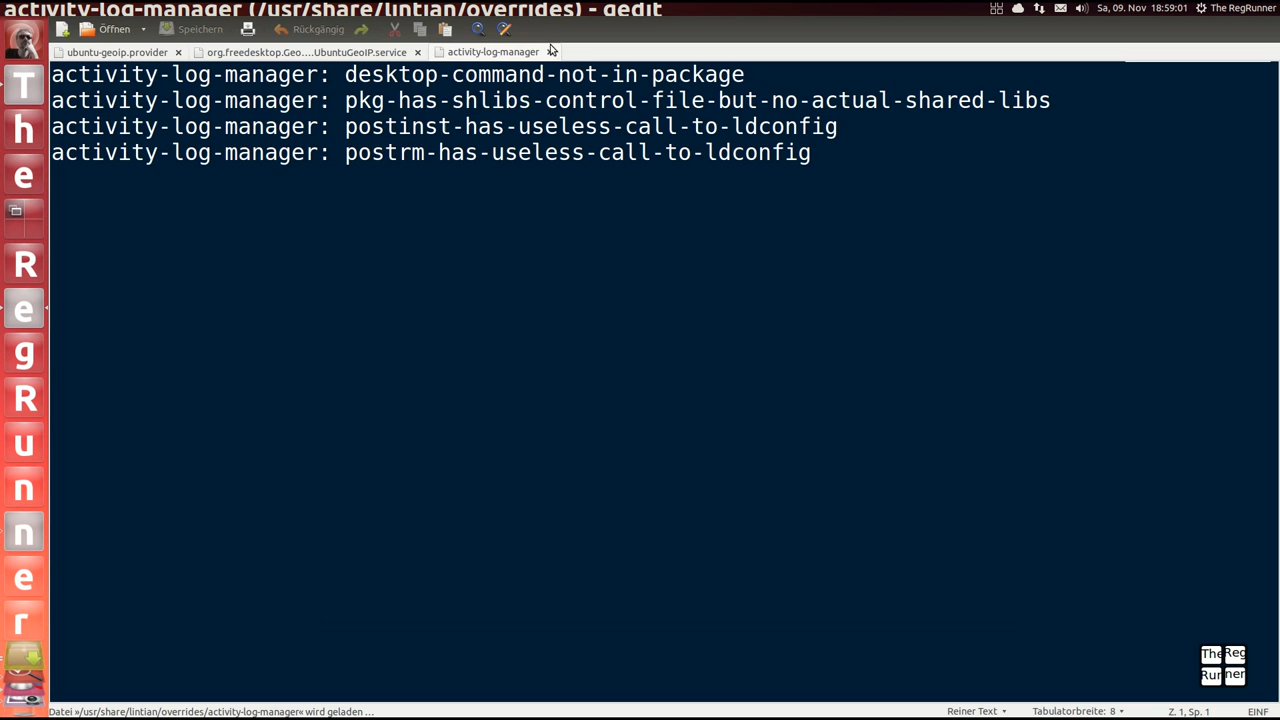 activity-log-manager (/usr/share/lintian/overrides) - gedit
Sa, 09. Nov 18:59:01 The RegRunner
Öffnen Speichern Rückgängig
ubuntu-geoip.provider org.freedesktop.Geo....UbuntuGeoIP.service activity-log-manager
activity-log-manager: desktop-command-not-in-package
activity-log-manager: pkg-has-shlibs-control-file-but-no-actual-shared-libs
activity-log-manager: postinst-has-useless-call-to-ldconfig
activity-log-manager: postrm-has-useless-call-to-ldconfig
T
h
e
R
e
g
R
u
n
n
e
r
The Reg
Run ner
Datei »/usr/share/lintian/overrides/activity-log-manager« wird geladen ... Reiner Text Tabulatorbreite: 8 Z. 1, Sp. 1 EINF